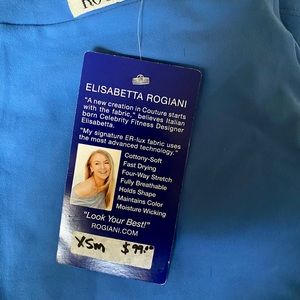 ELISABETTA ROGIANI
"A new creation in Couture starts
with the fabric," believes Italian
born Celebrity Fitness Designer
Elisabetta.
"My signature ER-lux fabric uses
the most advanced technology."
Cottony-Soft
Fast Drying
Four-Way Stretch
Fully Breathable
Holds Shape
Maintains Color
Moisture Wicking
"Look Your Best!"
ROGIANI.COM
XSm $99.00